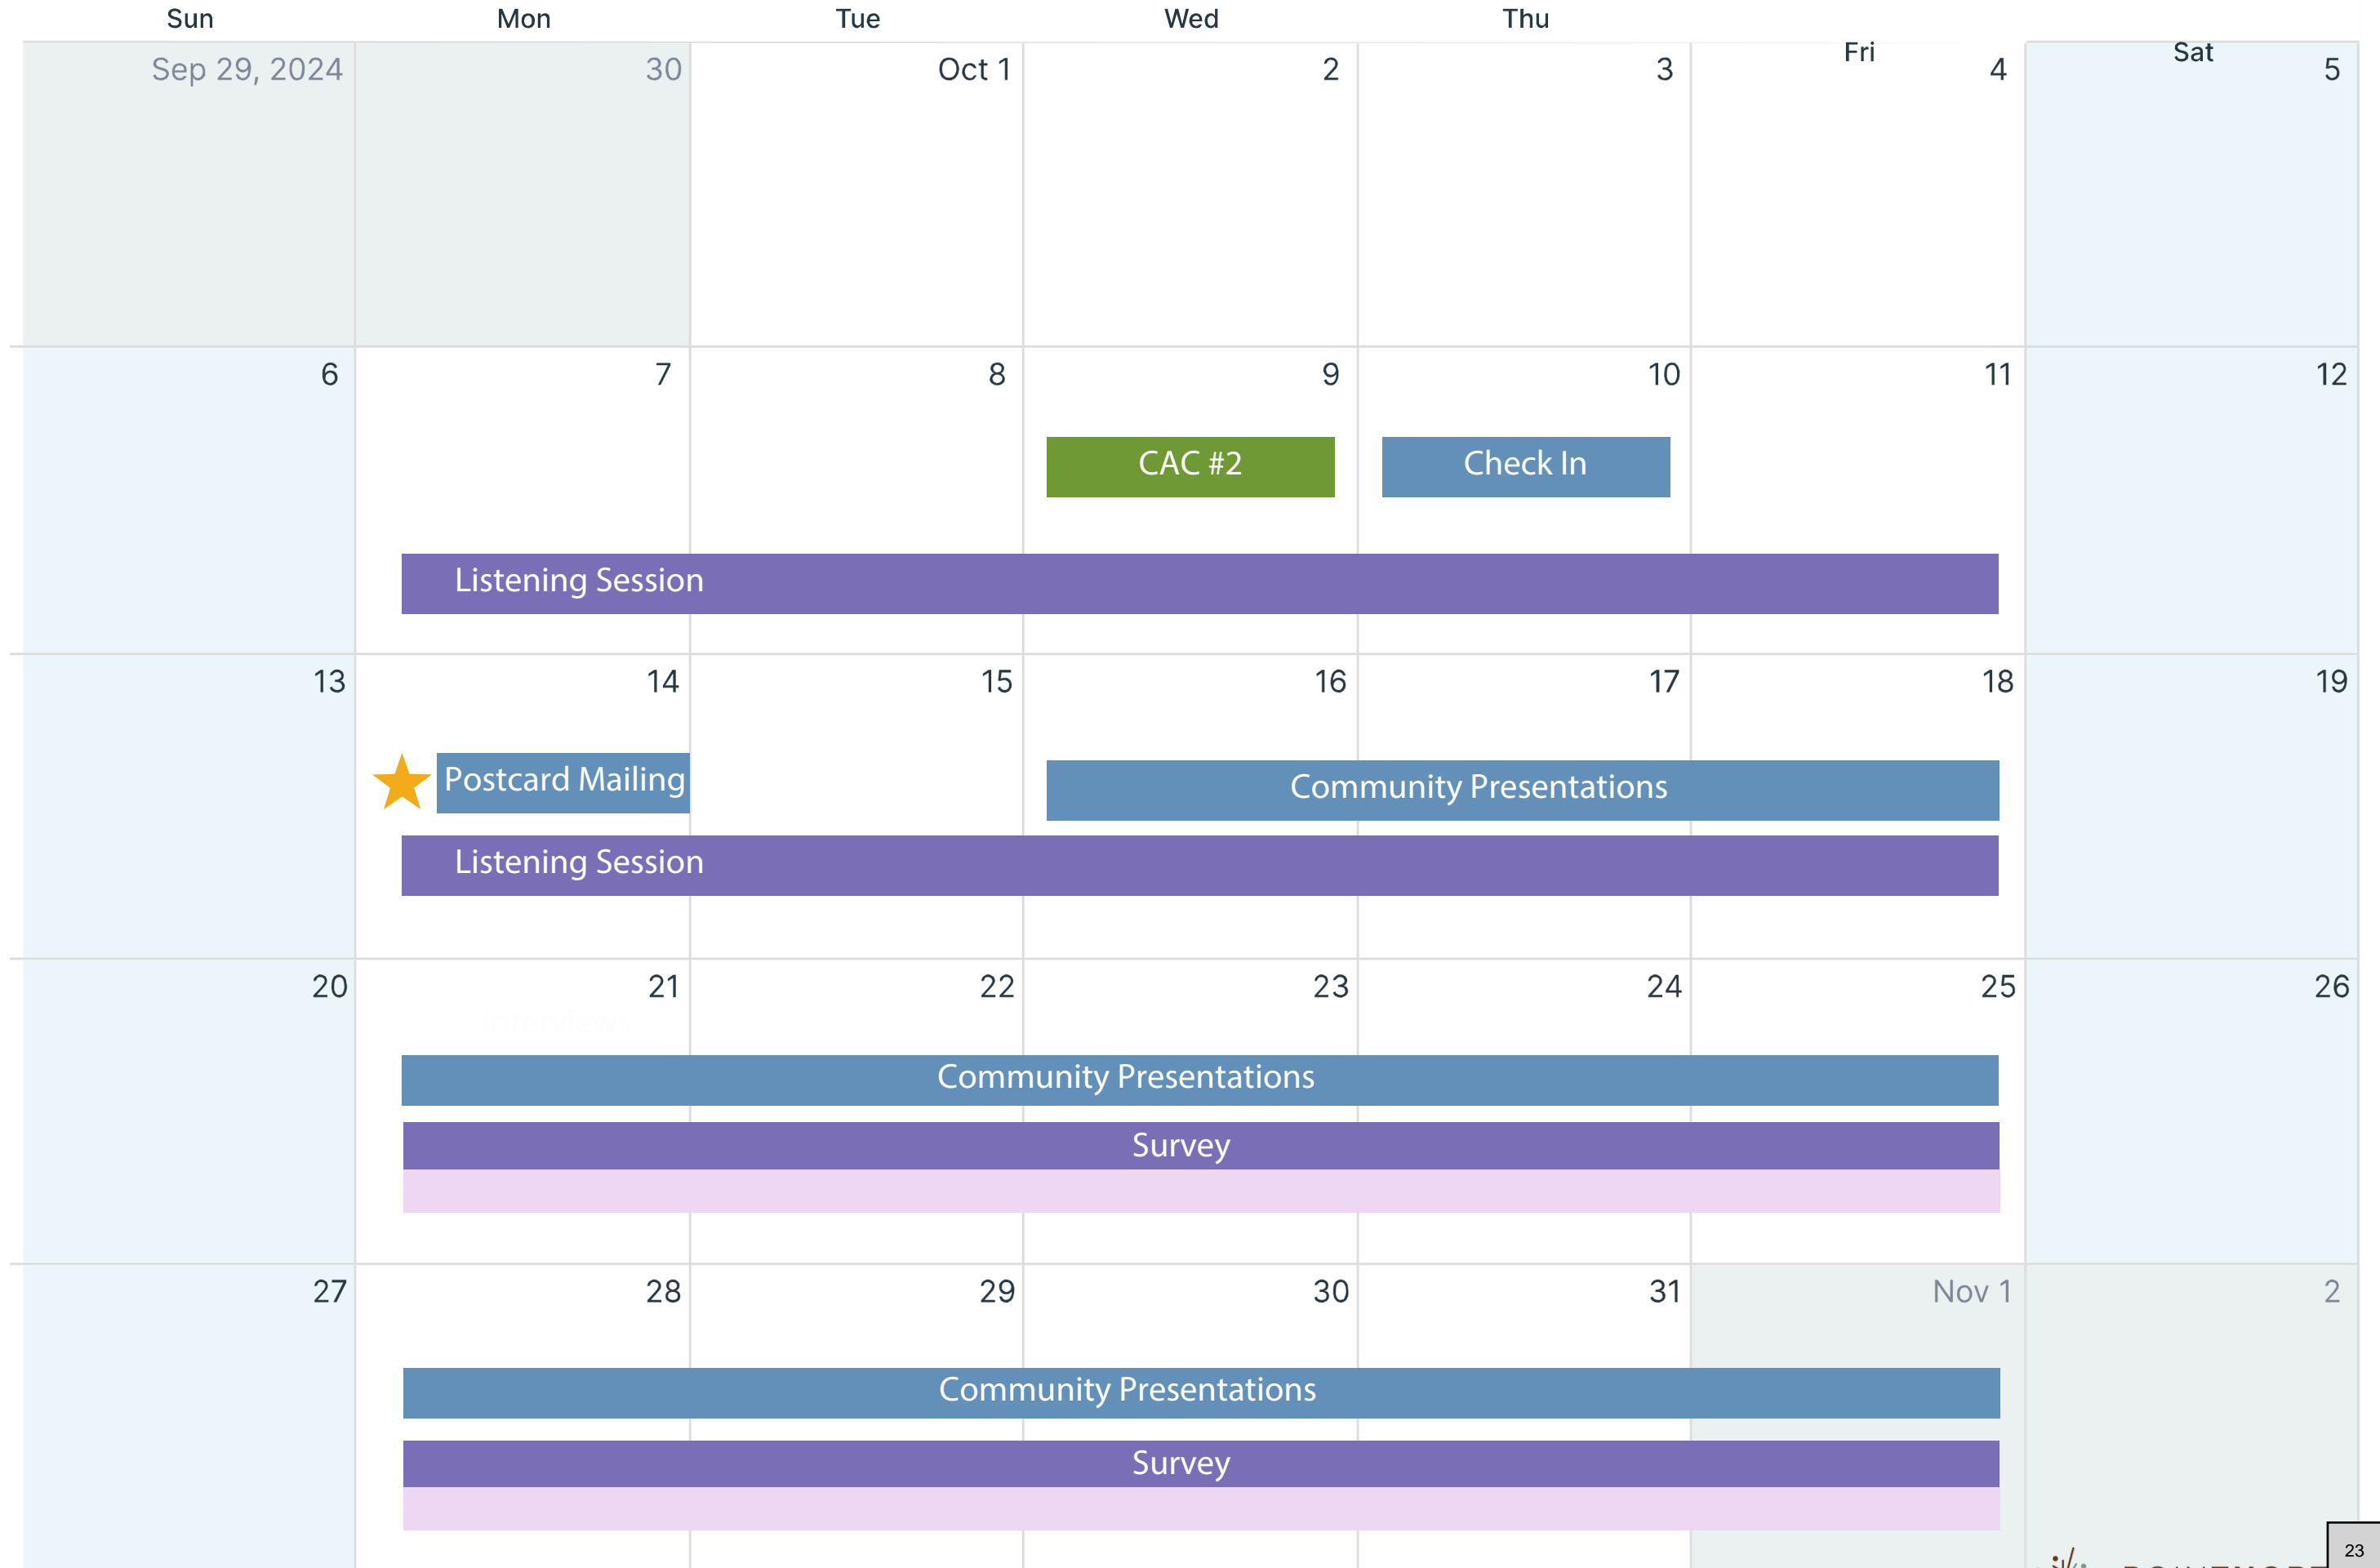 Sun Mon Tue Wed Thu Fri Sat
Sep 29, 2024 30 Oct 1 2 3 4 5
6 7 8 9 10 11 12
CAC #2 Check In
Listening Session
13 14 15 16 17 18 19
Postcard Mailing Community Presentations
Listening Session
20 21 22 23 24 25 26
Interviews
Community Presentations
Survey
27 28 29 30 31 Nov 1 2
Community Presentations
Survey
23